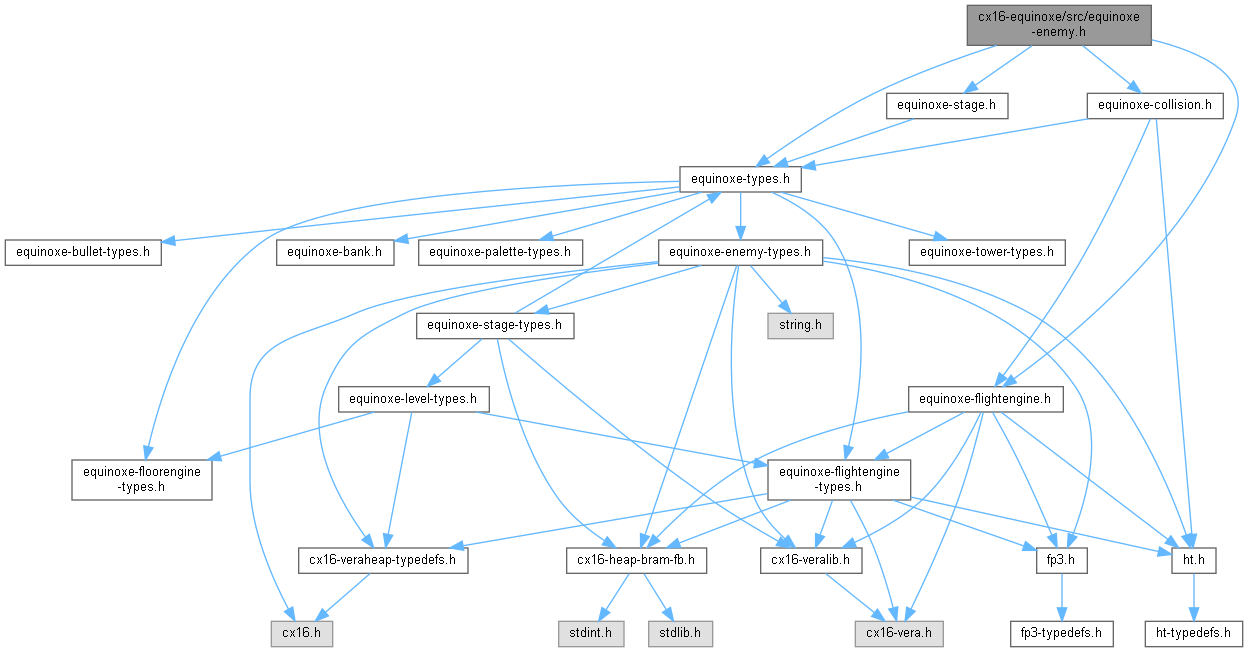 cx16-equinoxe/src/equinoxe
-enemy.h
equinoxe-stage.h
equinoxe-collision.h
equinoxe-types.h
equinoxe-bullet-types.h
equinoxe-bank.h
equinoxe-palette-types.h
equinoxe-enemy-types.h
equinoxe-tower-types.h
equinoxe-stage-types.h
string.h
equinoxe-level-types.h
equinoxe-flightengine.h
equinoxe-floorengine
-types.h
equinoxe-flightengine
-types.h
cx16-veraheap-typedefs.h
cx16-heap-bram-fb.h
cx16-veralib.h
fp3.h
ht.h
cx16.h
stdint.h
stdlib.h
cx16-vera.h
fp3-typedefs.h
ht-typedefs.h